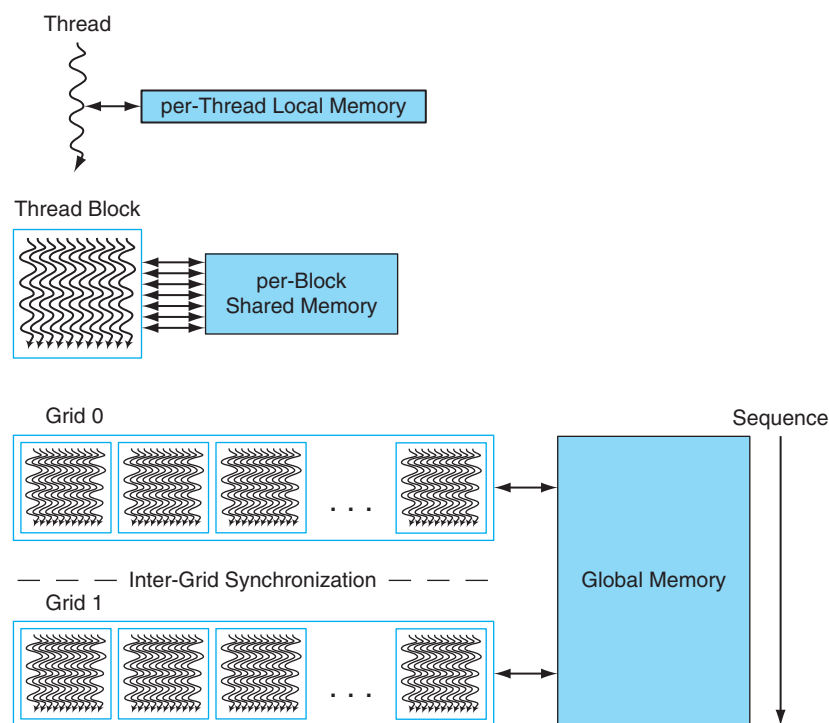 Thread
per-Thread Local Memory
Thread Block
per-Block
Shared Memory
Grid 0
Sequence
. . .
Inter-Grid Synchronization
Global Memory
Grid 1
. . .